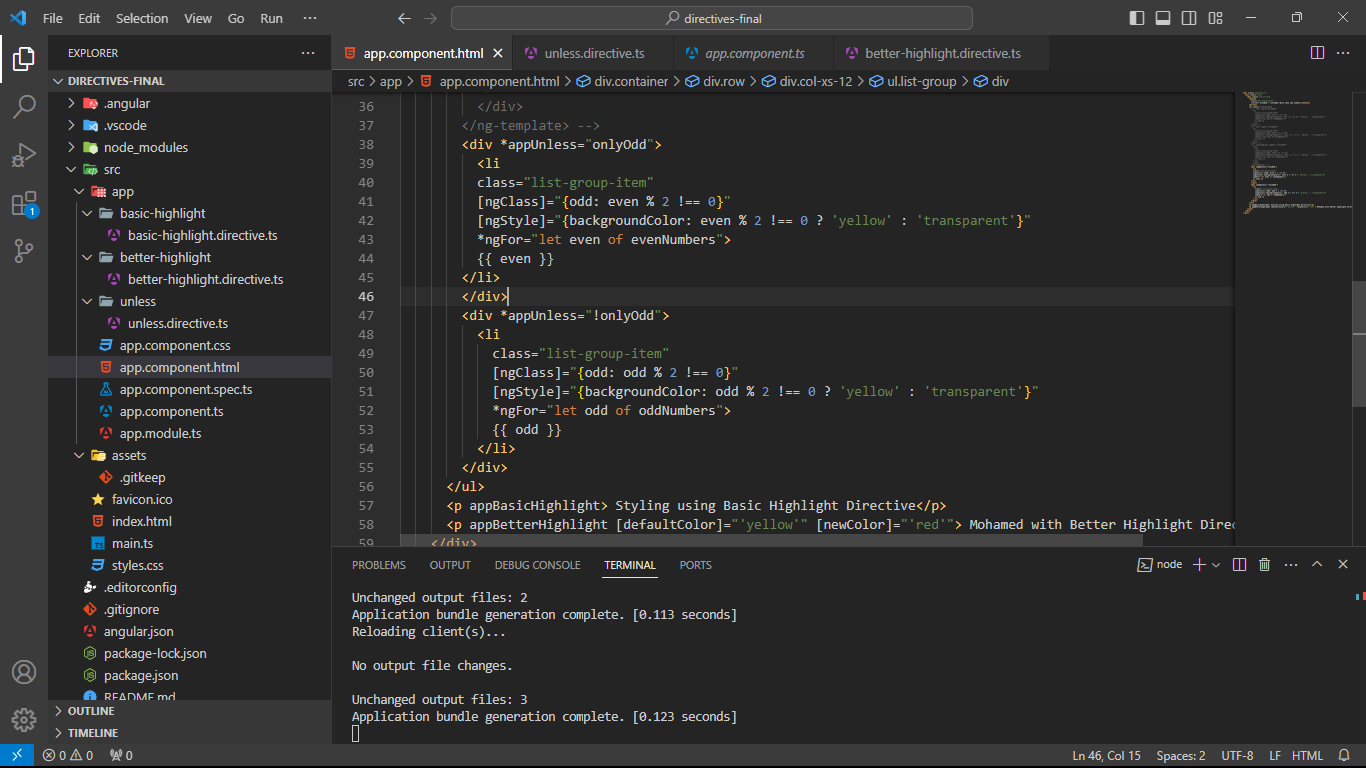 File Edit Selection View Go Run ···
directives-final
EXPLORER ···
DIRECTIVES-FINAL
.angular
.vscode
node_modules
src
app
basic-highlight
basic-highlight.directive.ts
better-highlight
better-highlight.directive.ts
unless
unless.directive.ts
app.component.css
app.component.html
app.component.spec.ts
app.component.ts
app.module.ts
assets
.gitkeep
favicon.ico
index.html
main.ts
styles.css
.editorconfig
.gitignore
angular.json
package-lock.json
package.json
README.md
OUTLINE
TIMELINE
1
app.component.html unless.directive.ts app.component.ts better-highlight.directive.ts
src > app > app.component.html > div.container > div.row > div.col-xs-12 > ul.list-group > div
36 </div>
37 </ng-template> -->
38 <div *appUnless="onlyOdd">
39 <li
40 class="list-group-item"
41 [ngClass]="{odd: even % 2 !== 0}"
42 [ngStyle]="{backgroundColor: even % 2 !== 0 ? 'yellow' : 'transparent'}"
43 *ngFor="let even of evenNumbers">
44 {{ even }}
45 </li>
46 </div>
47 <div *appUnless="!onlyOdd">
48 <li
49 class="list-group-item"
50 [ngClass]="{odd: odd % 2 !== 0}"
51 [ngStyle]="{backgroundColor: odd % 2 !== 0 ? 'yellow' : 'transparent'}"
52 *ngFor="let odd of oddNumbers">
53 {{ odd }}
54 </li>
55 </div>
56 </ul>
57 <p appBasicHighlight> Styling using Basic Highlight Directive</p>
58 <p appBetterHighlight [defaultColor]="'yellow'" [newColor]="'red'"> Mohamed with Better Highlight Direc
59 </div>
PROBLEMS OUTPUT DEBUG CONSOLE TERMINAL PORTS
node
Unchanged output files: 2
Application bundle generation complete. [0.113 seconds]
Reloading client(s)...
No output file changes.
Unchanged output files: 3
Application bundle generation complete. [0.123 seconds]
0 0 0
Ln 46, Col 15 Spaces: 2 UTF-8 LF HTML